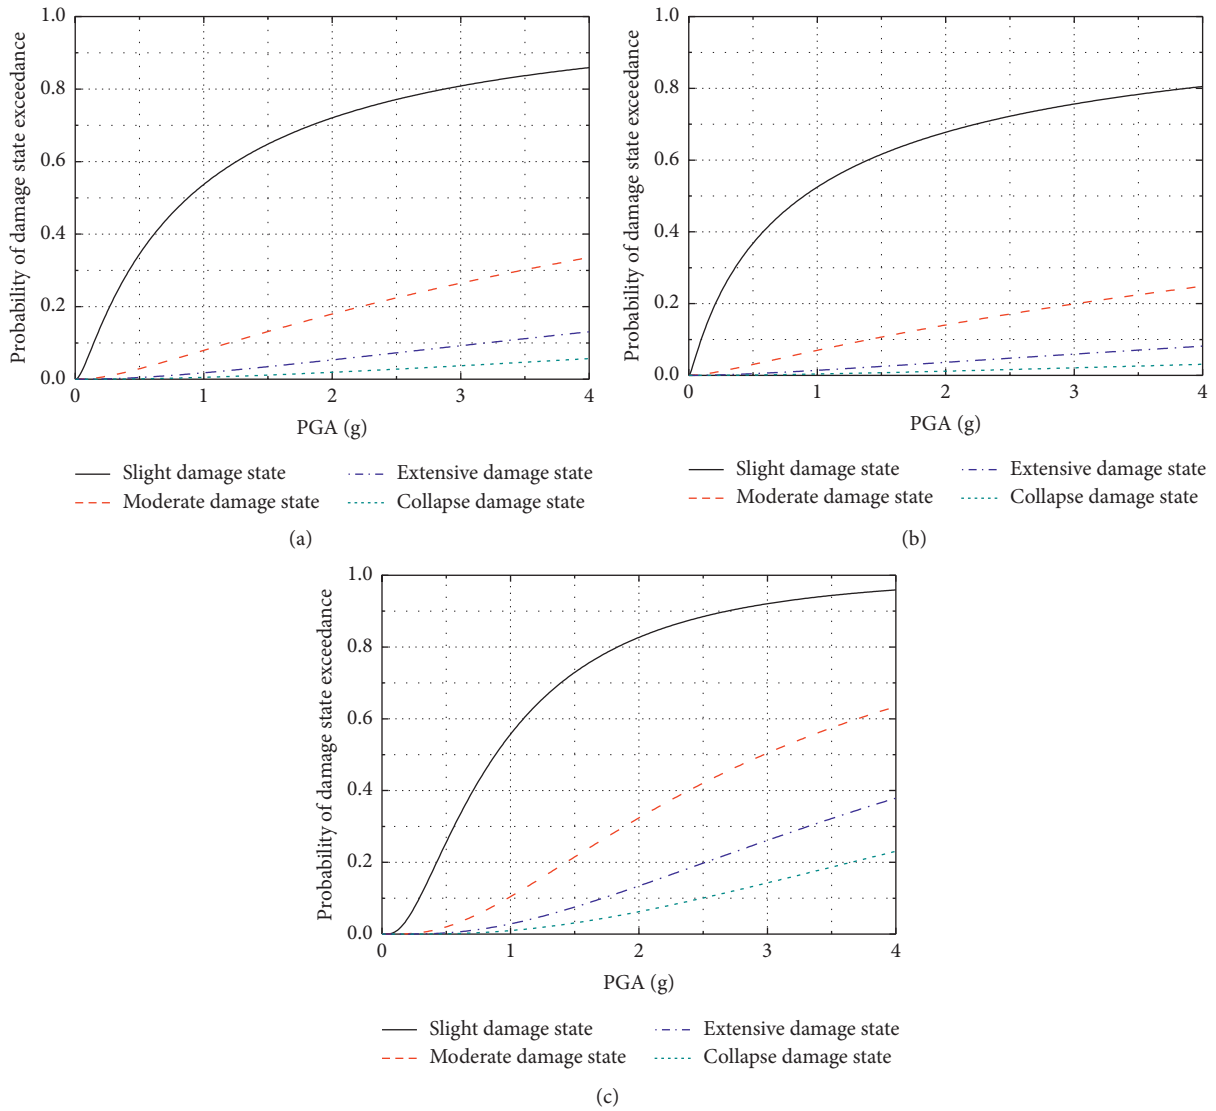 Probability of damage state exceedance
1.0
0.8
0.6
0.4
0.2
0.0
0 1 2 3 4
PGA (g)
Slight damage state
Moderate damage state
Extensive damage state
Collapse damage state
(a)
Probability of damage state exceedance
1.0
0.8
0.6
0.4
0.2
0.0
0 1 2 3 4
PGA (g)
Slight damage state
Moderate damage state
Extensive damage state
Collapse damage state
(b)
Probability of damage state exceedance
1.0
0.8
0.6
0.4
0.2
0.0
0 1 2 3 4
PGA (g)
Slight damage state
Moderate damage state
Extensive damage state
Collapse damage state
(c)